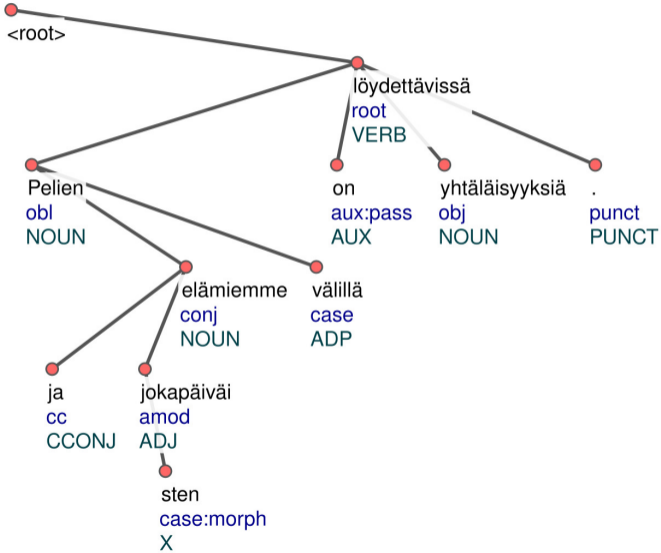 <root>
löydettävissä
root
VERB
Pelien
obl
NOUN
on
aux:pass
AUX
yhtäläisyyksiä
obj
NOUN
.
punct
PUNCT
elämiemme
conj
NOUN
välillä
case
ADP
ja
cc
CCONJ
jokapäiväi
amod
ADJ
sten
case:morph
X